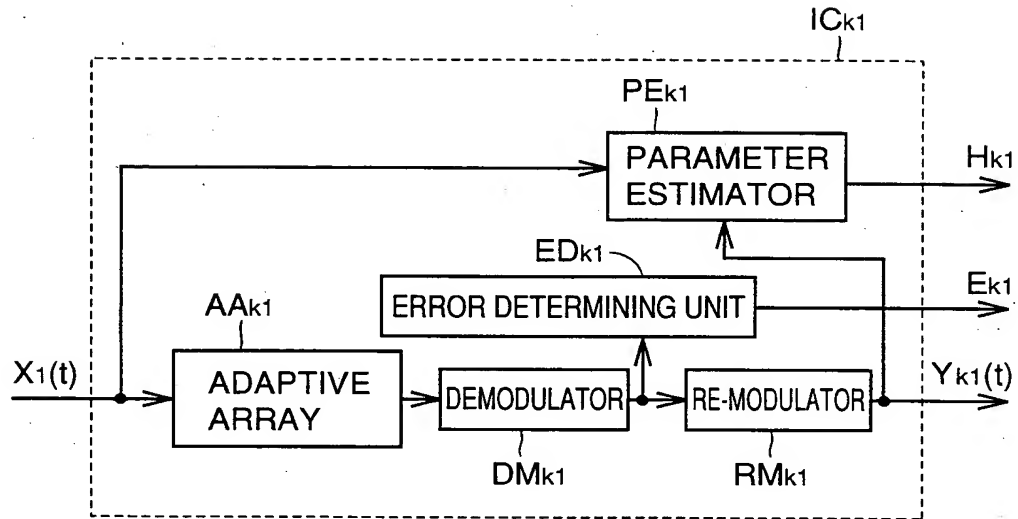 ICk1
PEk1
PARAMETER
ESTIMATOR
Hk1
EDk1
ERROR DETERMINING UNIT
Ek1
AAk1
X1(t)
ADAPTIVE
ARRAY
DEMODULATOR
RE-MODULATOR
Yk1(t)
DMk1
RMk1